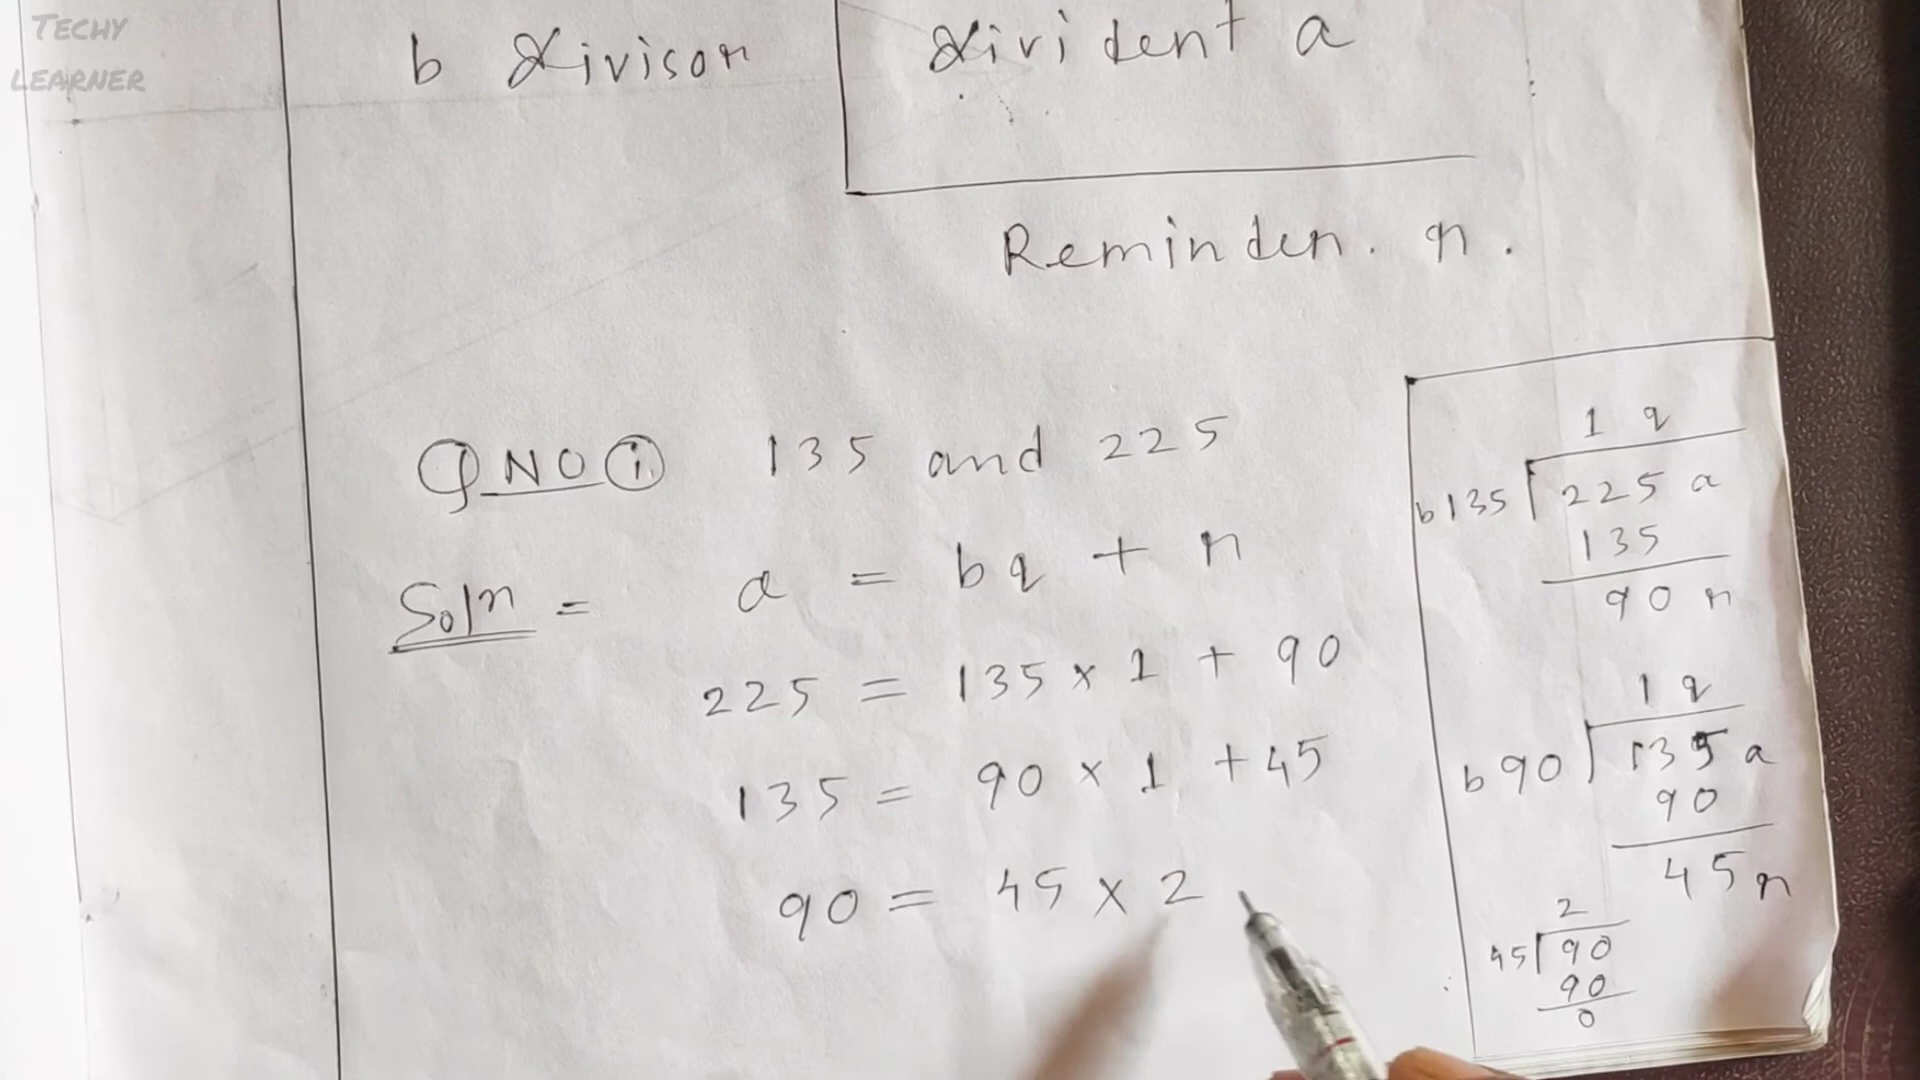 TECHY
LEARNER
b Divisor
Divident a
Reminder. r.
Q NO (i) 135 and 225
Soln = a = bq + r
225 = 135 × 1 + 90
135 = 90 × 1 + 45
90 = 45 × 2
1 q
b 135 225 a
135
90 r
1 q
b 90 135 a
90
45 r
2
45 90
90
0